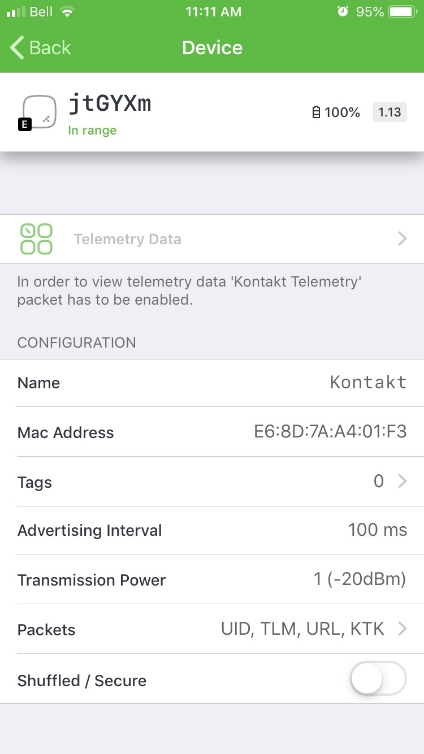 Bell 11:11 AM 95%
Back Device
jtGYXm
E In range 100% 1.13
Telemetry Data
In order to view telemetry data 'Kontakt Telemetry'
packet has to be enabled.
CONFIGURATION
Name Kontakt
Mac Address E6:8D:7A:A4:01:F3
Tags 0
Advertising Interval 100 ms
Transmission Power 1 (-20dBm)
Packets UID, TLM, URL, KTK
Shuffled / Secure